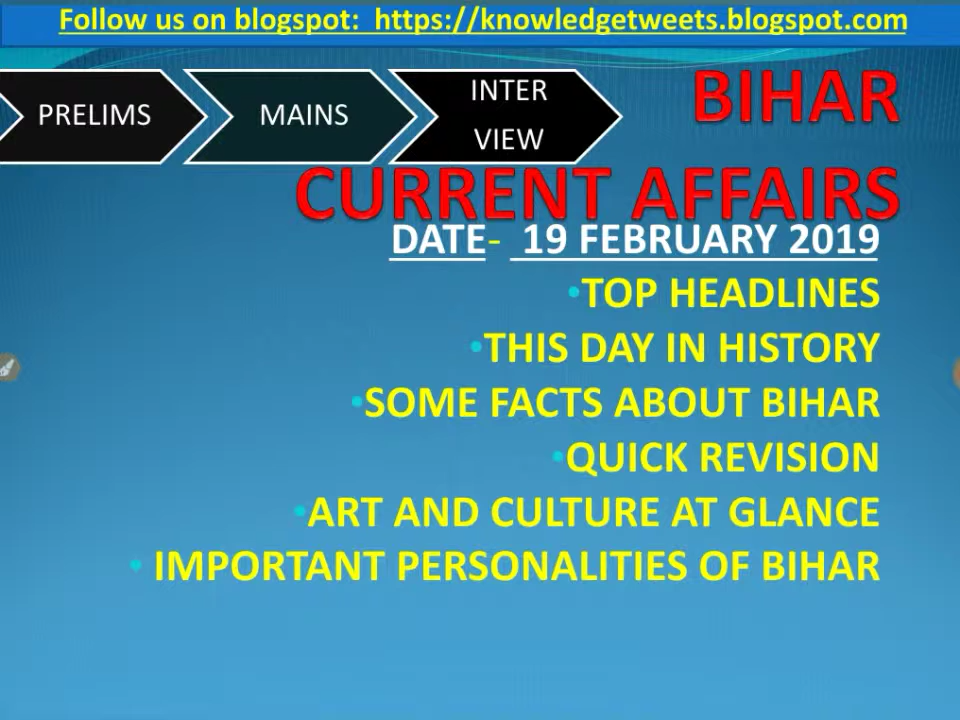 Follow us on blogspot: https://knowledgetweets.blogspot.com
PRELIMS
MAINS
INTER
VIEW
BIHAR
CURRENT AFFAIRS
DATE- 19 FEBRUARY 2019
•TOP HEADLINES
•THIS DAY IN HISTORY
•SOME FACTS ABOUT BIHAR
•QUICK REVISION
•ART AND CULTURE AT GLANCE
• IMPORTANT PERSONALITIES OF BIHAR